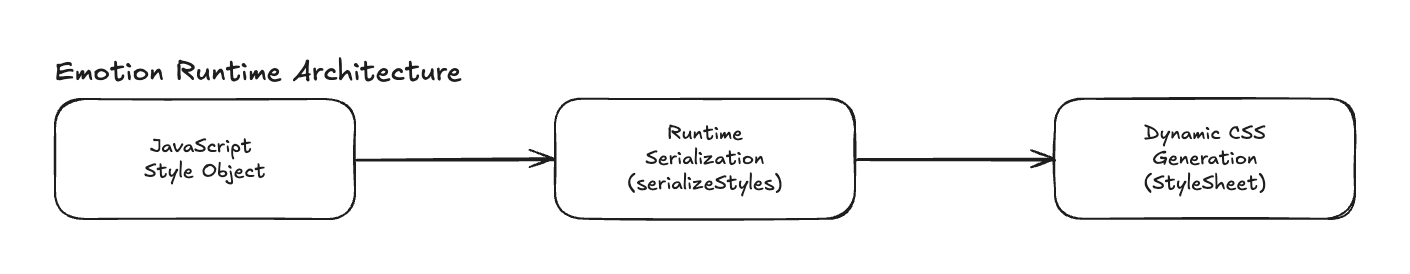 Emotion Runtime Architecture
JavaScript
Style Object
Runtime
Serialization
(serializeStyles)
Dynamic CSS
Generation
(StyleSheet)